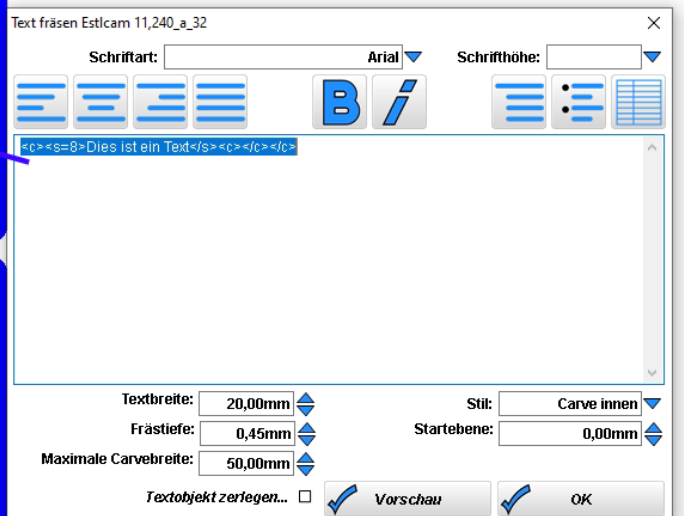 Text fräsen Estlcam 11,240_a_32
Schriftart: Arial Schrifthöhe:
B i
<c><s=8>Dies ist ein Text</s><c></c></c>
Textbreite: 20,00mm Stil: Carve innen
Frästiefe: 0,45mm Startebene: 0,00mm
Maximale Carvebreite: 50,00mm
Textobjekt zerlegen... Vorschau OK